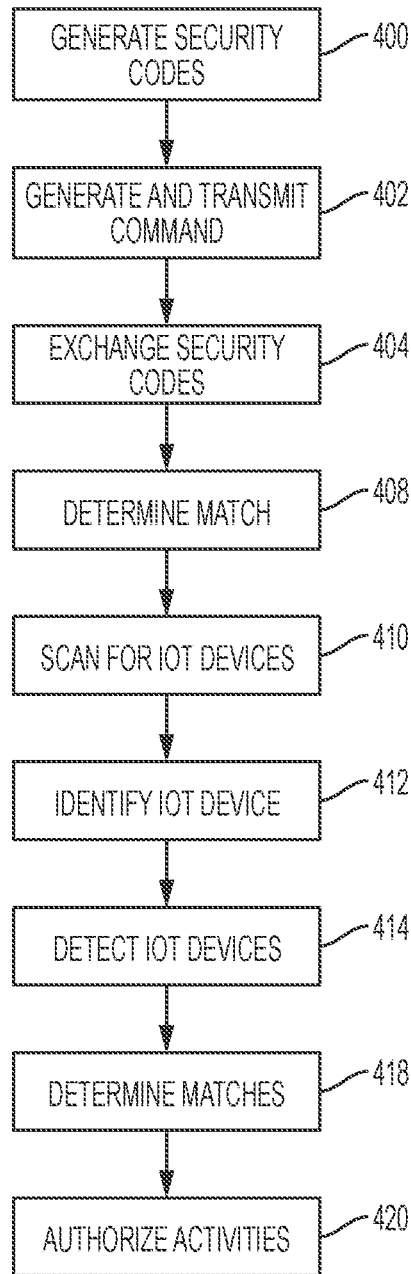 GENERATE SECURITY
CODES
400
GENERATE AND TRANSMIT
COMMAND
402
EXCHANGE SECURITY
CODES
404
DETERMINE MATCH
408
SCAN FOR IOT DEVICES
410
IDENTIFY IOT DEVICE
412
DETECT IOT DEVICES
414
DETERMINE MATCHES
418
AUTHORIZE ACTIVITIES
420